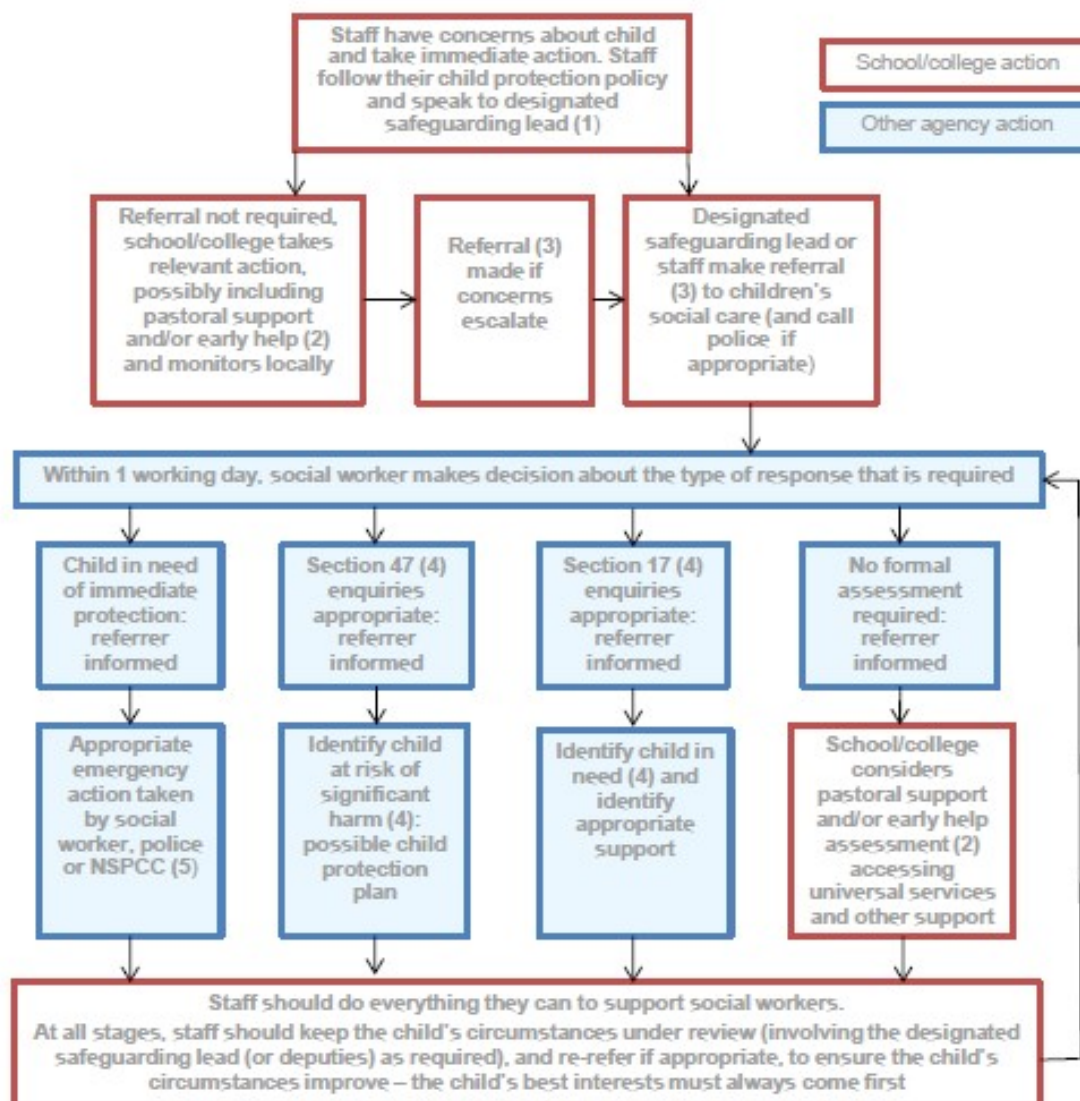 Staff have concerns about child
and take immediate action. Staff
follow their child protection policy
and speak to designated
safeguarding lead (1)
School/college action
Other agency action
Referral not required,
school/college takes
relevant action,
possibly including
pastoral support
and/or early help (2)
and monitors locally
Referral (3)
made if
concerns
escalate
Designated
safeguarding lead or
staff make referral
(3) to children's
social care (and call
police if
appropriate)
Within 1 working day, social worker makes decision about the type of response that is required
Child in need
of immediate
protection:
referrer
informed
Section 47 (4)
enquiries
appropriate:
referrer
informed
Section 17 (4)
enquiries
appropriate:
referrer
informed
No formal
assessment
required:
referrer
informed
Appropriate
emergency
action taken
by social
worker, police
or NSPCC (5)
Identify child
at risk of
significant
harm (4):
possible child
protection
plan
Identify child in
need (4) and
identify
appropriate
support
School/college
considers
pastoral support
and/or early help
assessment (2)
accessing
universal services
and other support
Staff should do everything they can to support social workers.
At all stages, staff should keep the child's circumstances under review (involving the designated
safeguarding lead (or deputies) as required), and re-refer if appropriate, to ensure the child's
circumstances improve – the child's best interests must always come first